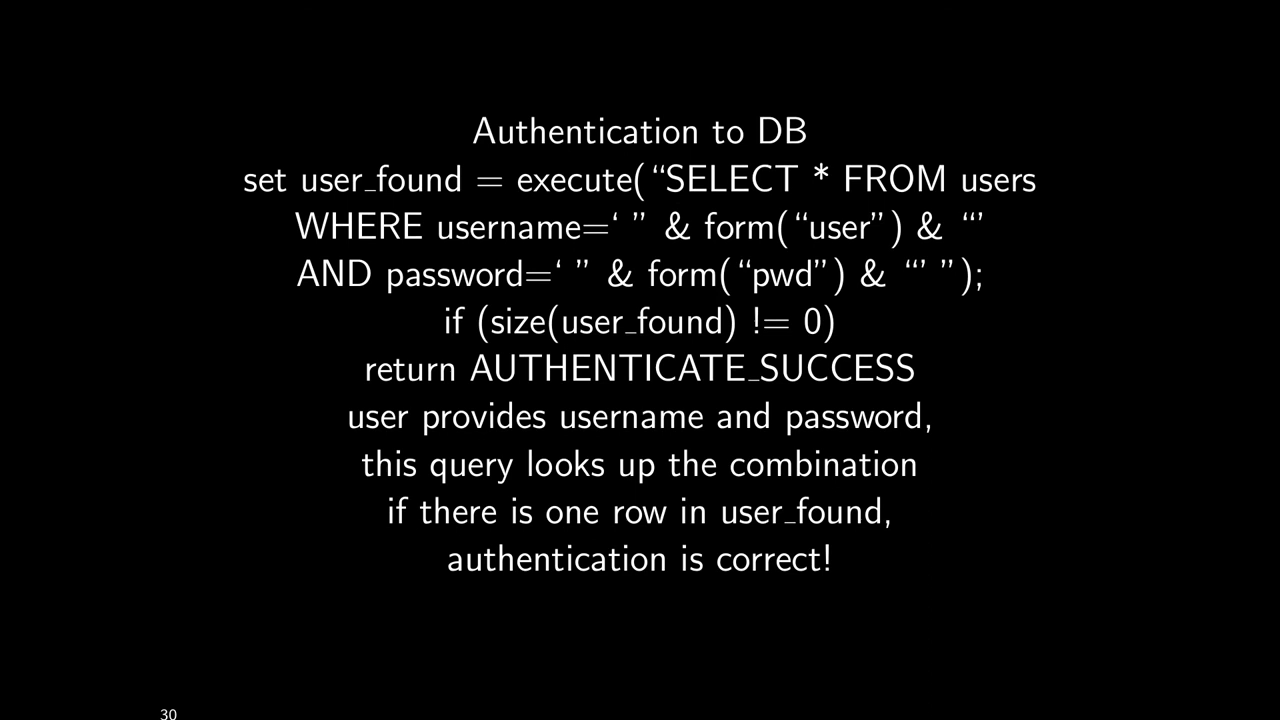 Authentication to DB
set user_found = execute(“SELECT * FROM users
WHERE username=‘ ” & form(“user”) & “‘’
AND password=‘ ” & form(“pwd”) & “‘’ ”);
if (size(user_found) != 0)
return AUTHENTICATE_SUCCESS
user provides username and password,
this query looks up the combination
if there is one row in user_found,
authentication is correct!
30